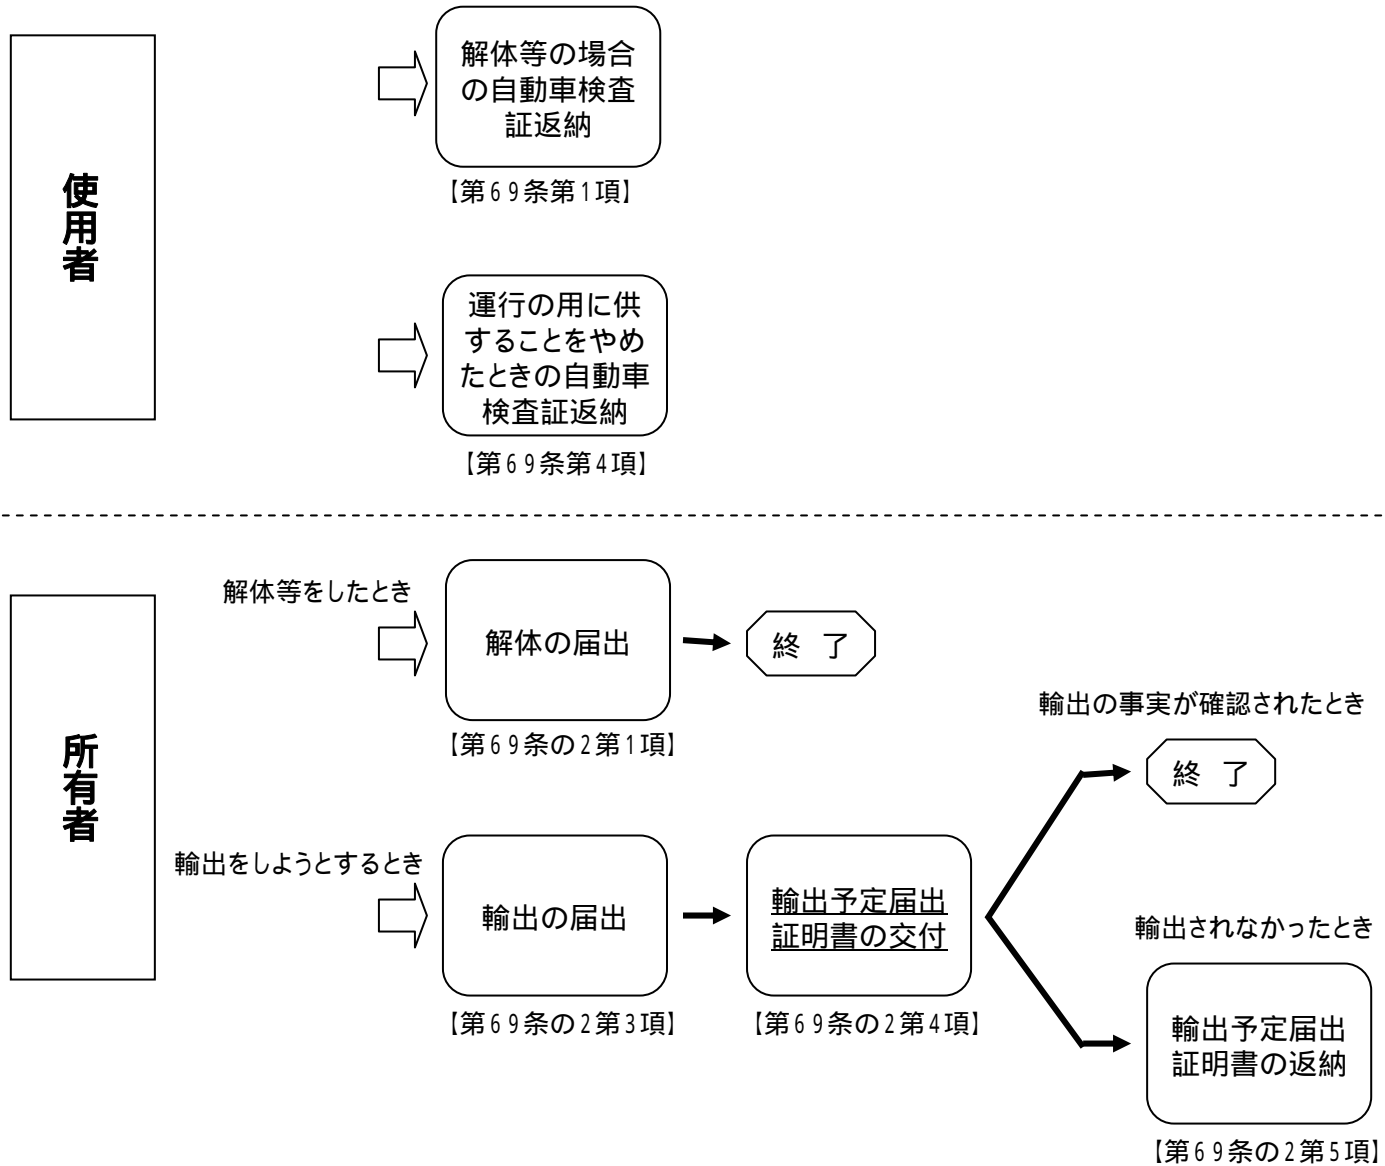 使用者
解体等の場合
の自動車検査
証返納
【第69条第1項】
運行の用に供
することをやめ
たときの自動車
検査証返納
【第69条第4項】
所有者
解体等をしたとき
解体の届出
終 了
【第69条の2第1項】
輸出をしようとするとき
輸出の届出
【第69条の2第3項】
輸出予定届出
証明書の交付
【第69条の2第4項】
輸出の事実が確認されたとき
終 了
輸出されなかったとき
輸出予定届出
証明書の返納
【第69条の2第5項】